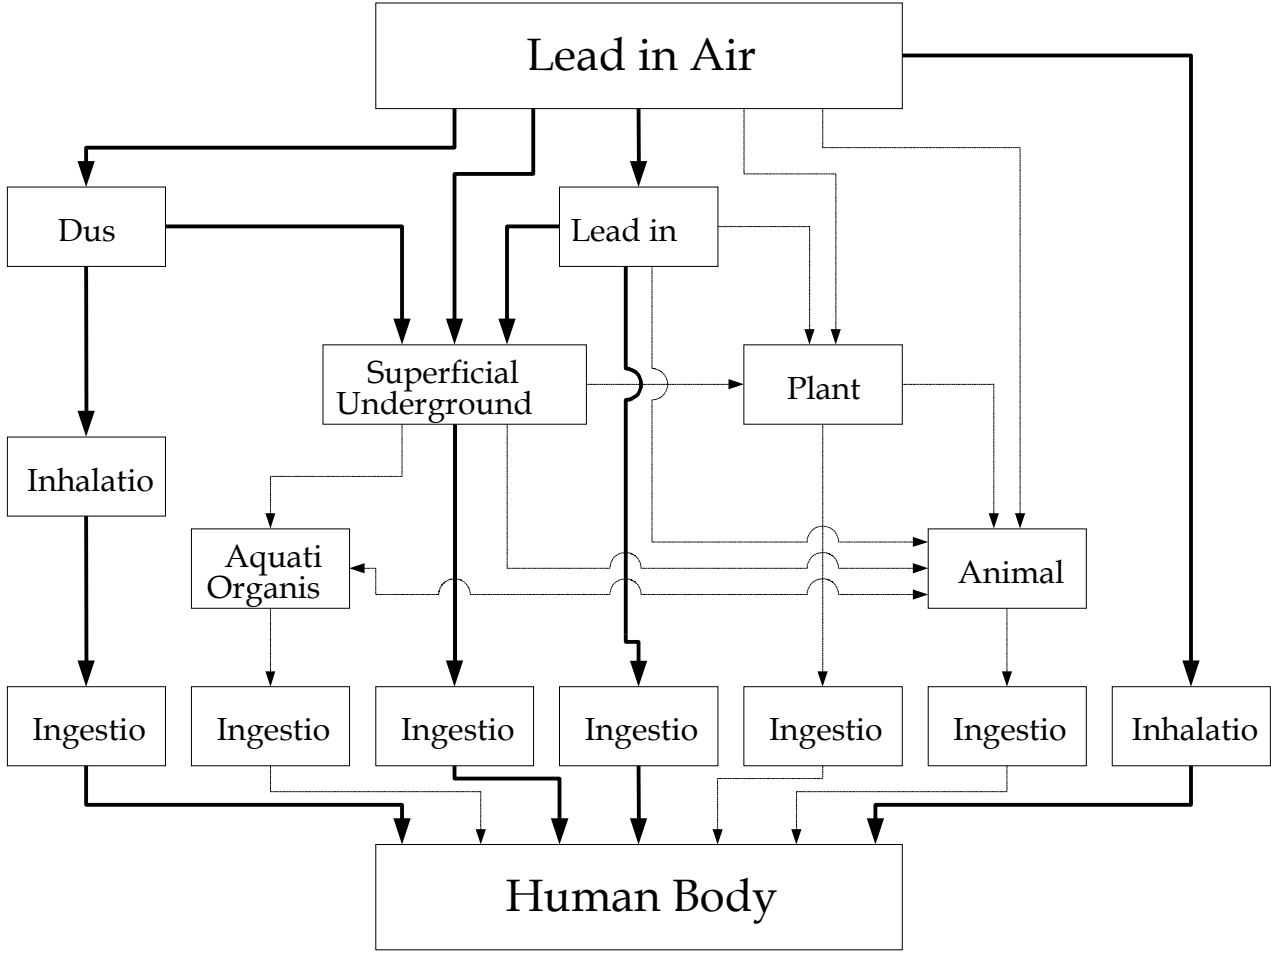 Lead in Air
Dus
Lead in
Superficial
Underground
Plant
Inhalatio
Aquati
Organis
Animal
Ingestio
Ingestio
Ingestio
Ingestio
Ingestio
Ingestio
Inhalatio
Human Body